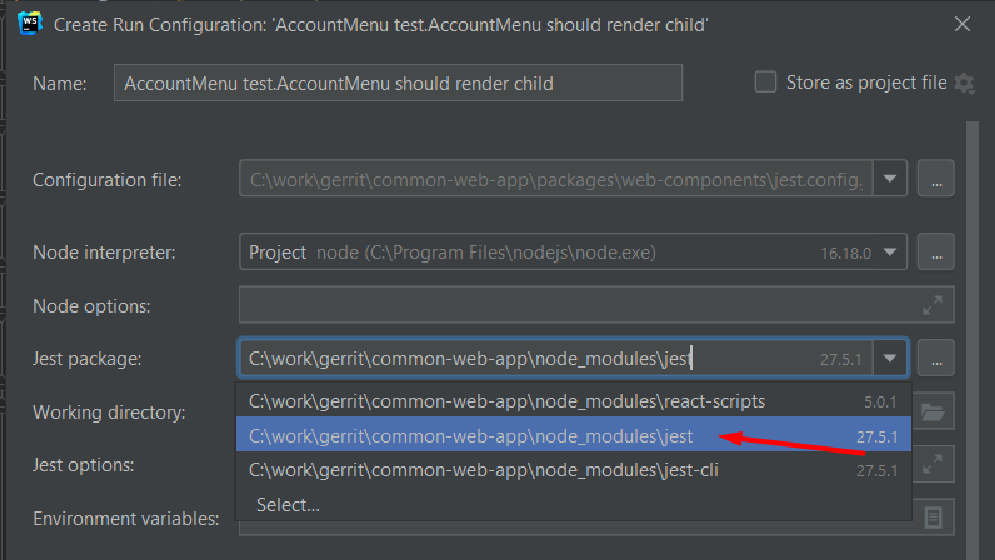 WS Create Run Configuration: 'AccountMenu test.AccountMenu should render child'
Name: AccountMenu test.AccountMenu should render child Store as project file
Configuration file: C:\work\gerrit\common-web-app\packages\web-components\jest.config. ...
Node interpreter: Project node (C:\Program Files\nodejs\node.exe) 16.18.0 ...
Node options:
Jest package: C:\work\gerrit\common-web-app\node_modules\jest 27.5.1 ...
C:\work\gerrit\common-web-app\node_modules\react-scripts 5.0.1
Working directory:
C:\work\gerrit\common-web-app\node_modules\jest 27.5.1
Jest options: C:\work\gerrit\common-web-app\node_modules\jest-cli 27.5.1
Select...
Environment variables: